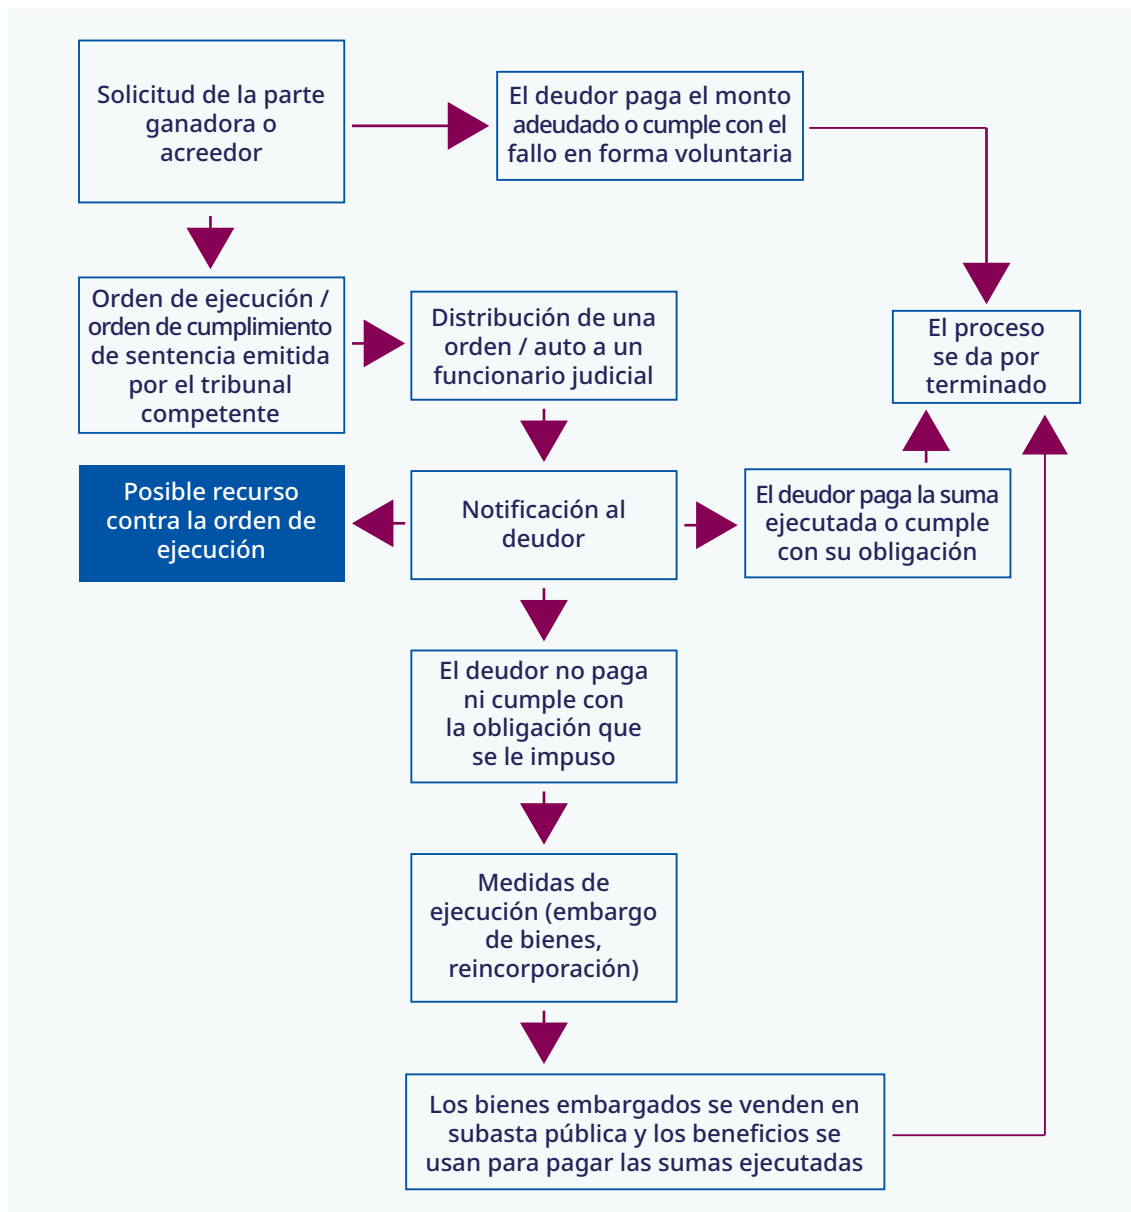 Solicitud de la parte
ganadora o
acreedor
El deudor paga el monto
adeudado o cumple con el
fallo en forma voluntaria
Orden de ejecución /
orden de cumplimiento
de sentencia emitida
por el tribunal
competente
Distribución de una
orden / auto a un
funcionario judicial
El proceso
se da por
terminado
Posible recurso
contra la orden de
ejecución
Notificación al
deudor
El deudor paga la suma
ejecutada o cumple
con su obligación
El deudor no paga
ni cumple con
la obligación que
se le impuso
Medidas de
ejecución (embargo
de bienes,
reincorporación)
Los bienes embargados se venden en
subasta pública y los beneficios se
usan para pagar las sumas ejecutadas